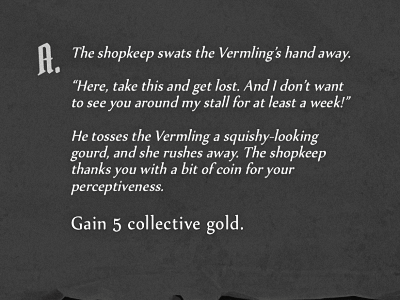 A.
The shopkeep swats the Vermling's hand away.
“Here, take this and get lost. And I don't want
to see you around my stall for at least a week!”
He tosses the Vermling a squishy-looking
gourd, and she rushes away. The shopkeep
thanks you with a bit of coin for your
perceptiveness.
Gain 5 collective gold.